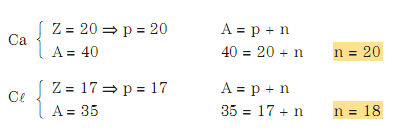 Ca { Z = 20 ⇒ p = 20 A = p + n
A = 40 40 = 20 + n n = 20
Cℓ { Z = 17 ⇒ p = 17 A = p + n
A = 35 35 = 17 + n n = 18